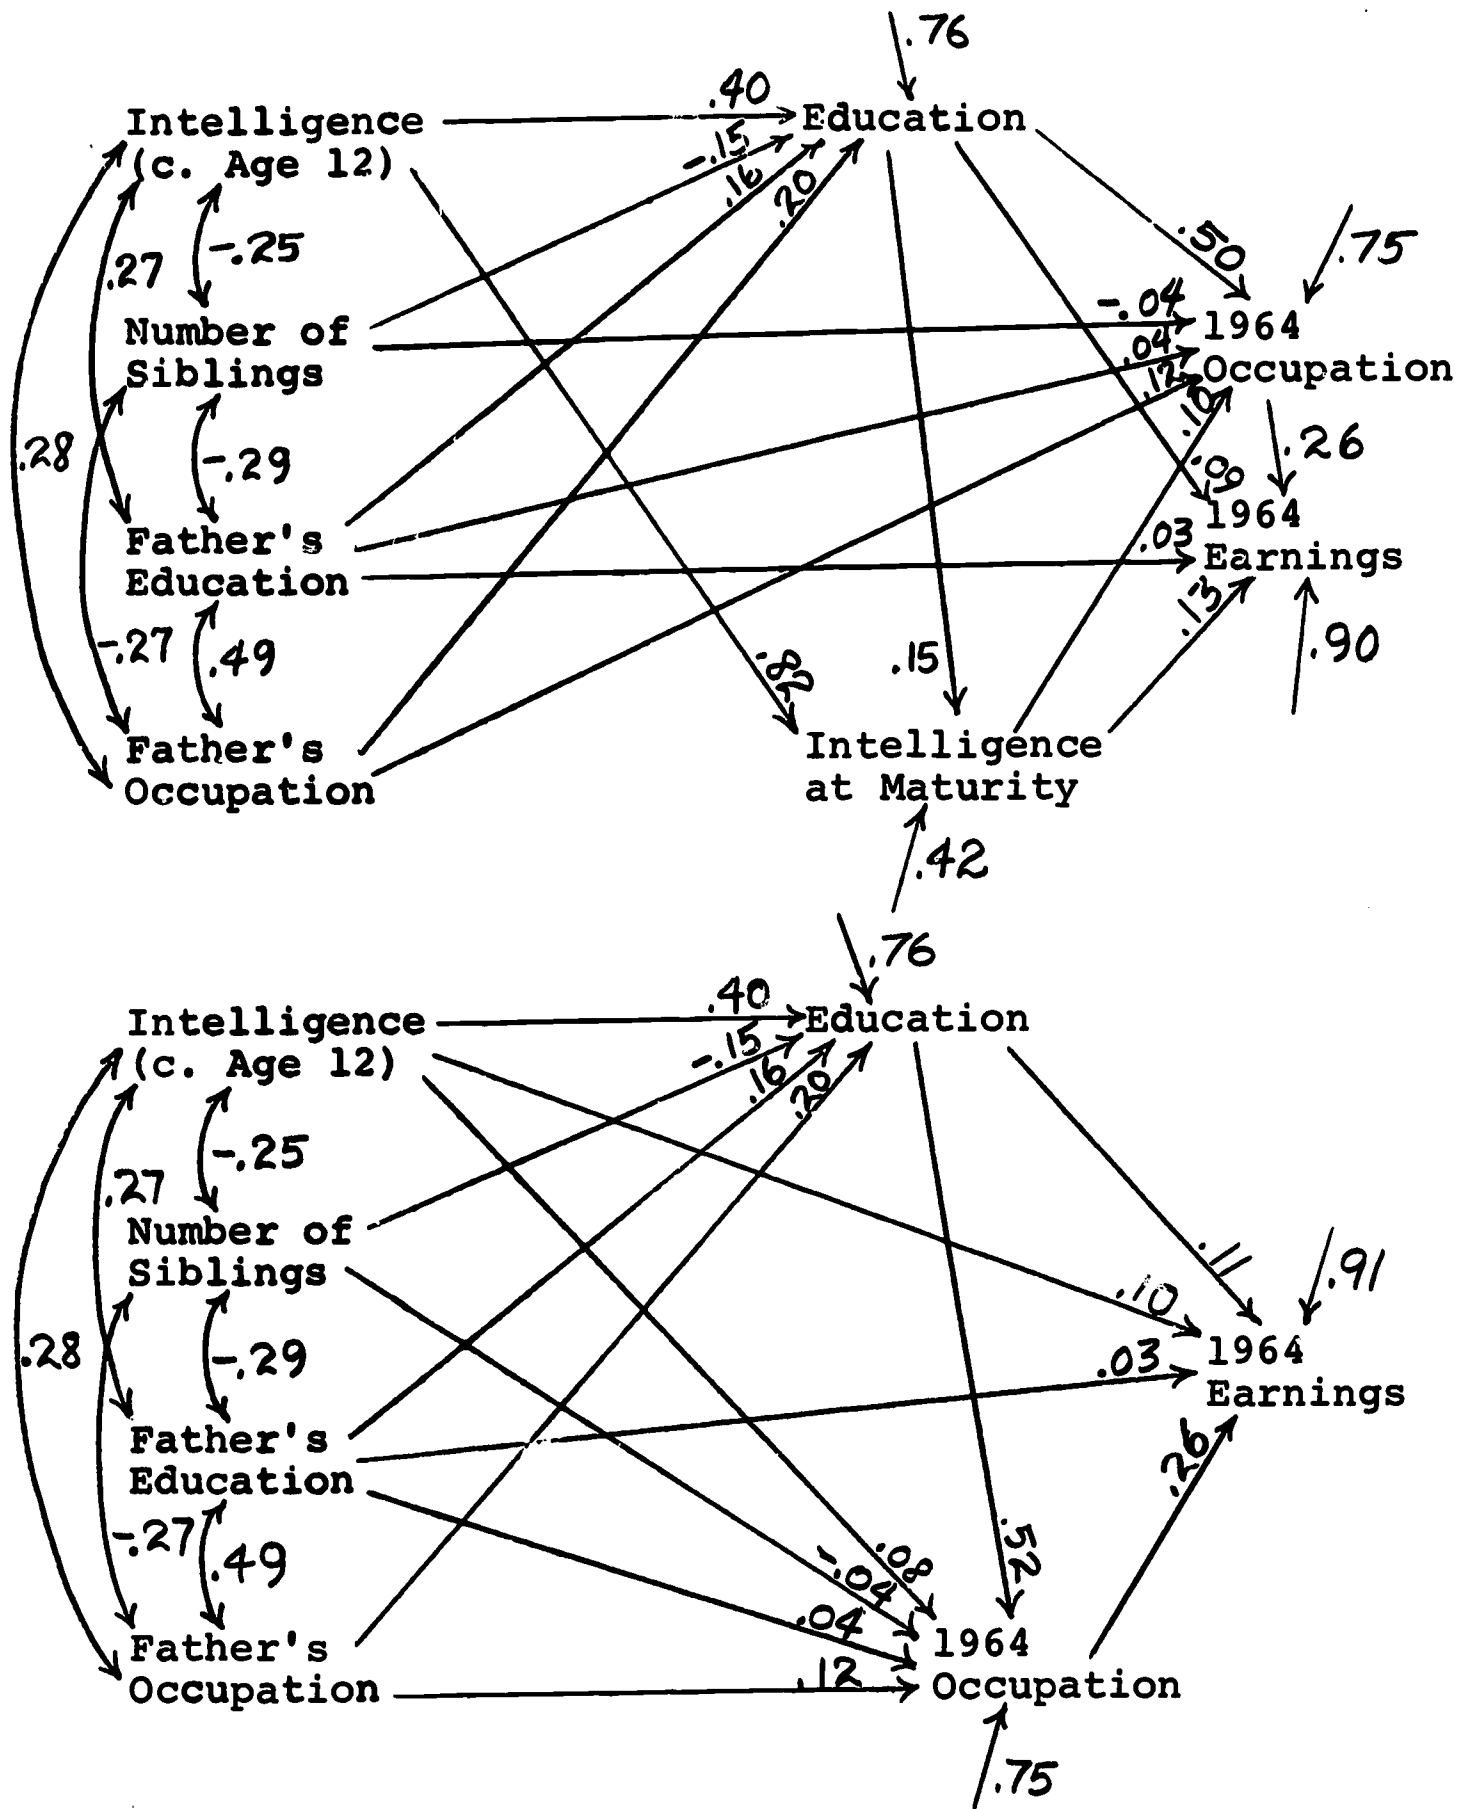 .76
.40
Intelligence
Education
(c. Age 12)
-.15
.16
.20
.27
-.25
.50
.75
Number of
-.04
1964
Siblings
.04
Occupation
.12
.10
.28
-.29
.26
.09
1964
Father's
.03
Earnings
Education
.13
-.27
.49
.82
.15
.90
Father's
Intelligence
Occupation
at Maturity
.42
.76
.40
Intelligence
Education
(c. Age 12)
-.15
.16
.20
-.25
.27
Number of
Siblings
.11
.91
.10
.28
-.29
.03
1964
Earnings
Father's
Education
.26
-.27
.49
.52
.08
-.04
.04
Father's
1964
Occupation
.12
Occupation
.75